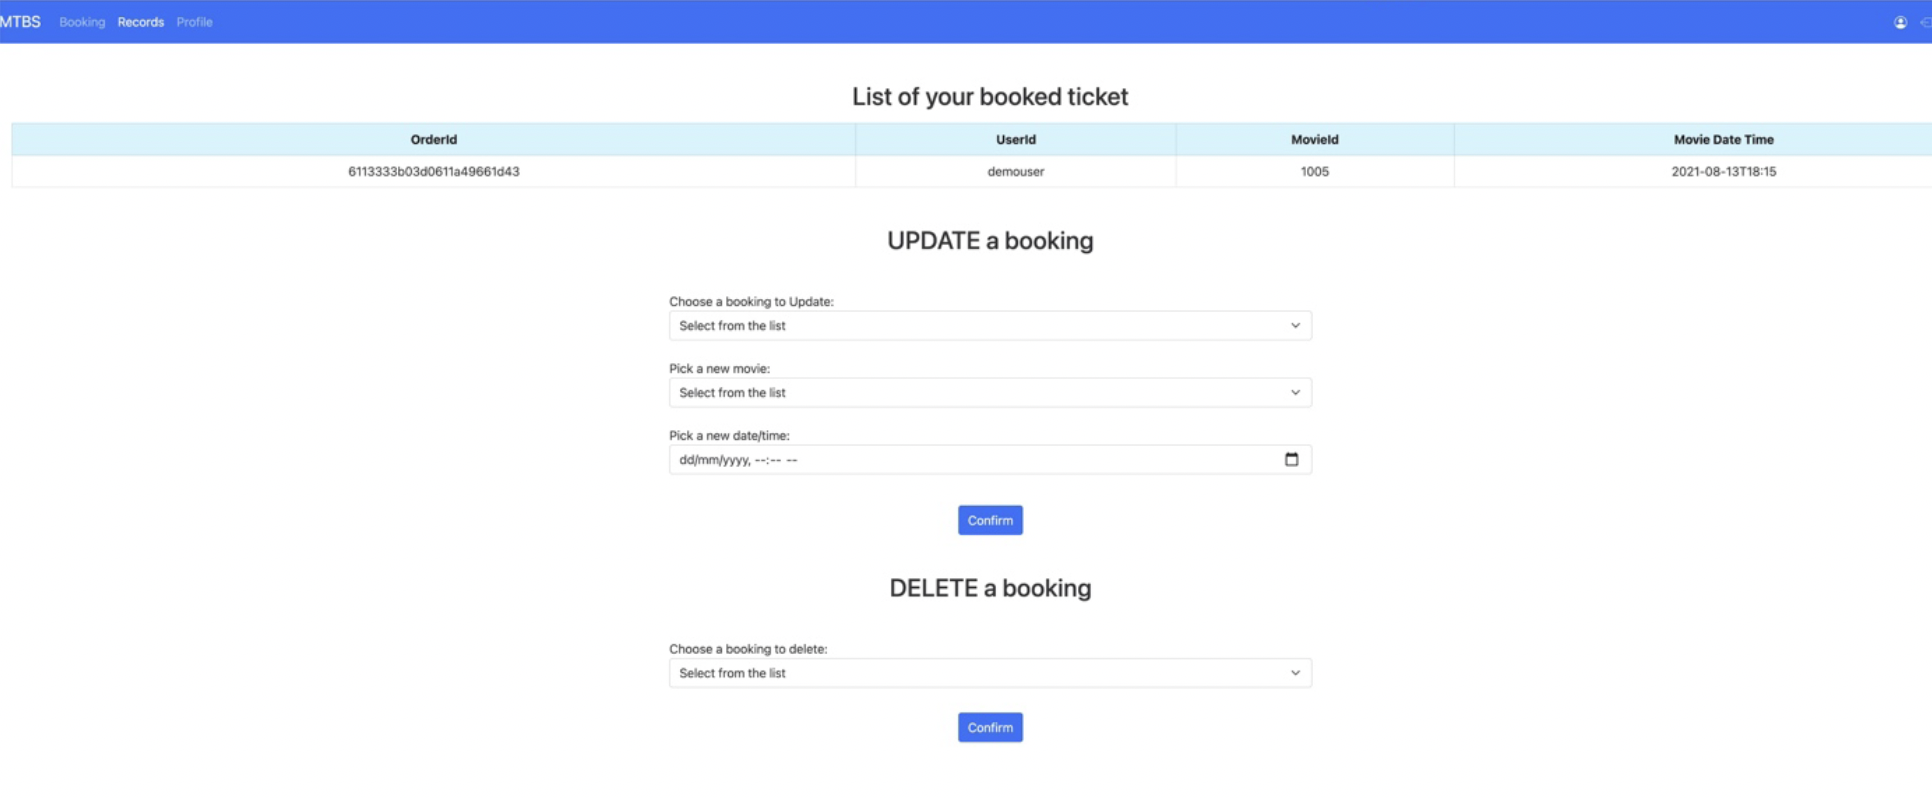 MTBS Booking Records Profile
List of your booked ticket
OrderId UserId MovieId Movie Date Time
6113333b03d0611a49661d43 demouser 1005 2021-08-13T18:15
UPDATE a booking
Choose a booking to Update:
Select from the list
Pick a new movie:
Select from the list
Pick a new date/time:
dd/mm/yyyy, --:-- --
Confirm
DELETE a booking
Choose a booking to delete:
Select from the list
Confirm